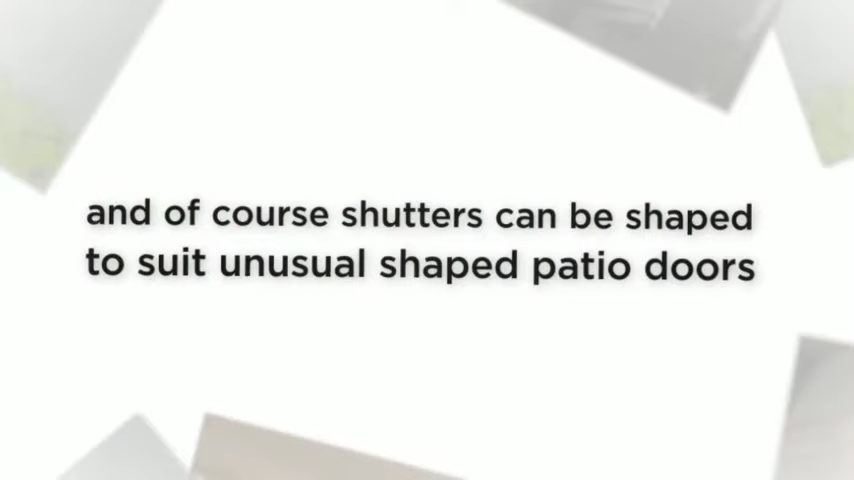 and of course shutters can be shaped
to suit unusual shaped patio doors